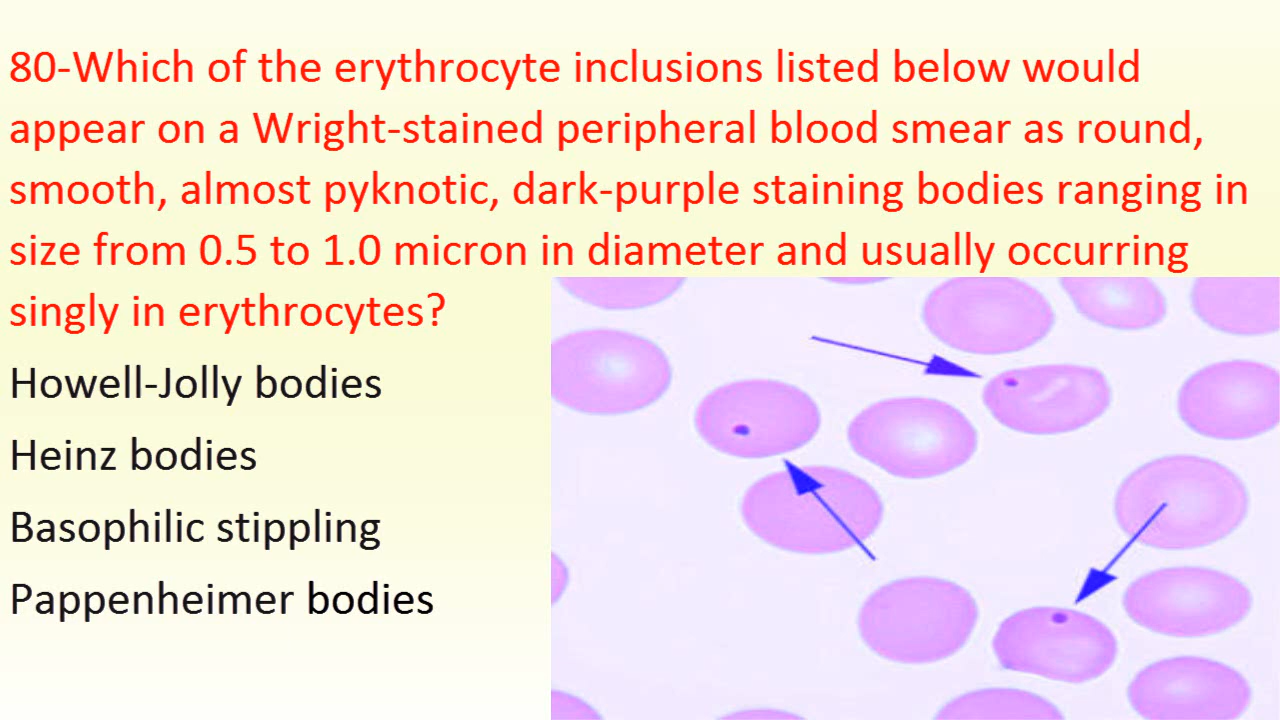 80-Which of the erythrocyte inclusions listed below would
appear on a Wright-stained peripheral blood smear as round,
smooth, almost pyknotic, dark-purple staining bodies ranging in
size from 0.5 to 1.0 micron in diameter and usually occurring
singly in erythrocytes?
Howell-Jolly bodies
Heinz bodies
Basophilic stippling
Pappenheimer bodies